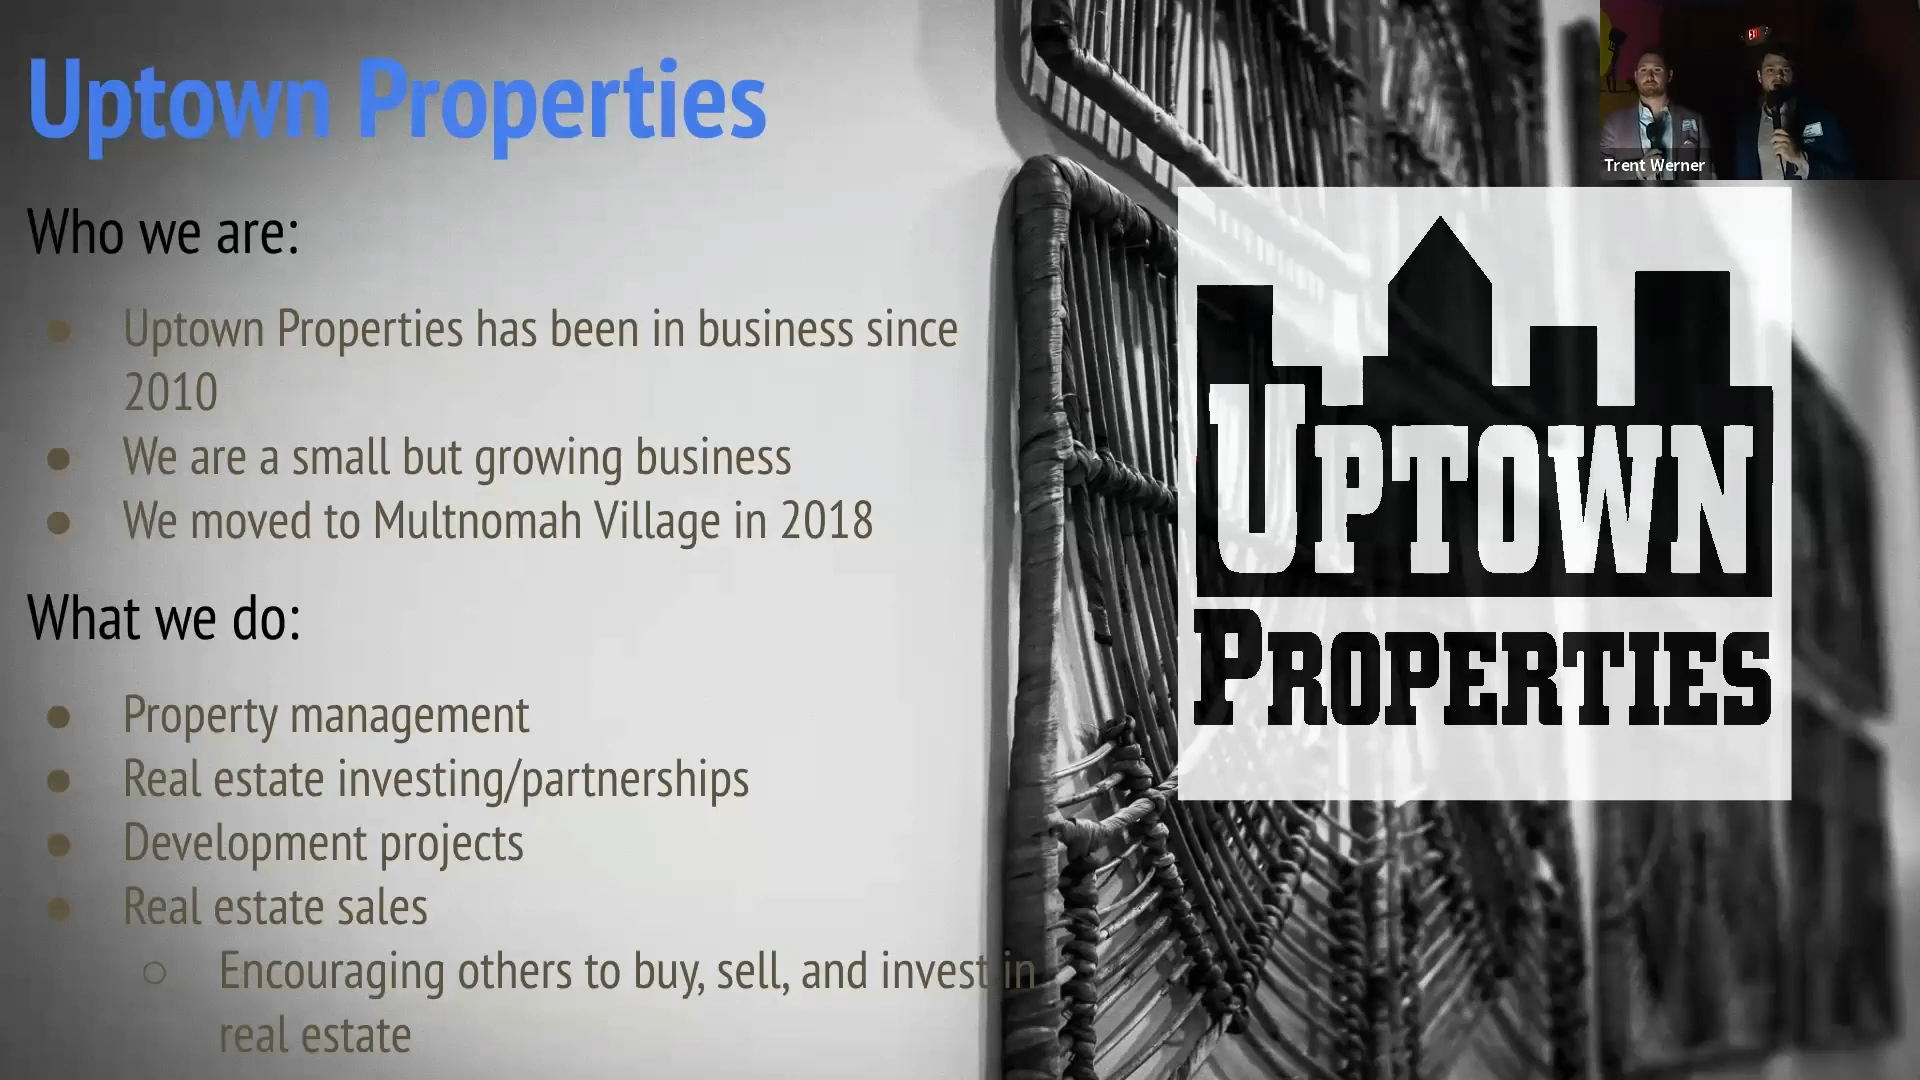 Uptown Properties
EXIT
Trent Werner
Who we are:
Uptown Properties has been in business since
2010
We are a small but growing business
We moved to Multnomah Village in 2018
What we do:
Property management
Real estate investing/partnerships
Development projects
Real estate sales
Encouraging others to buy, sell, and invest in
real estate
UPTOWN
PROPERTIES